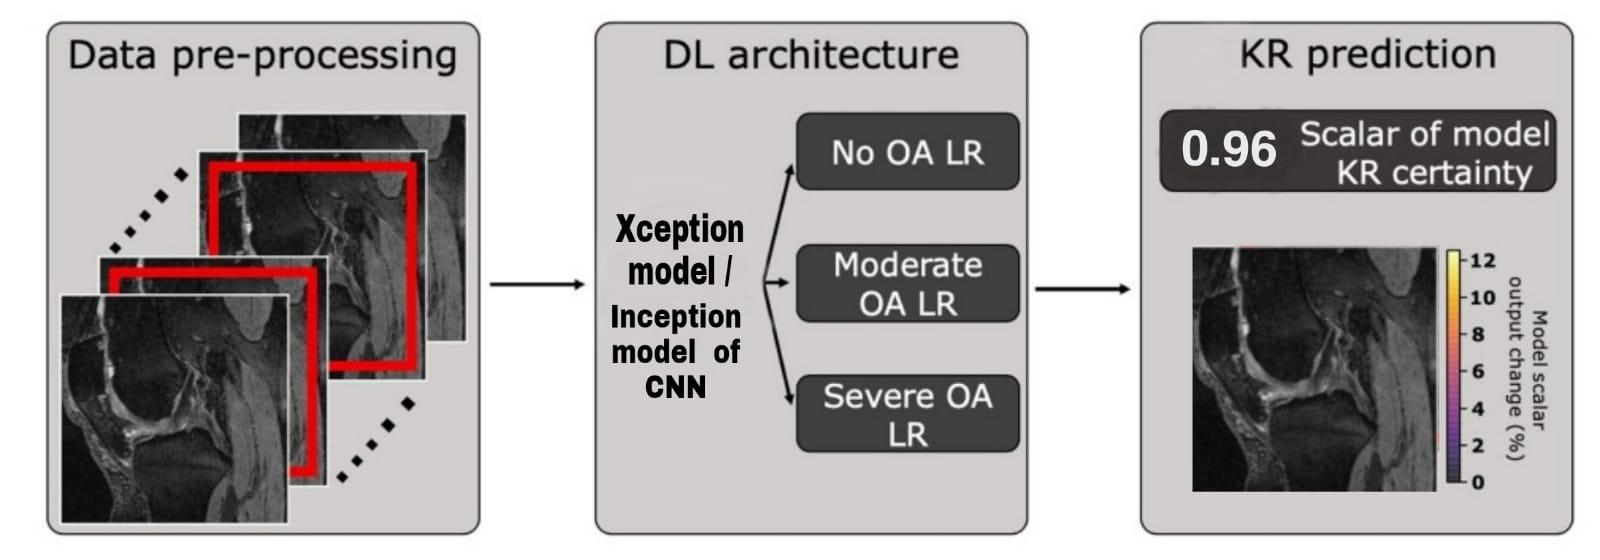 Data pre-processing
DL architecture
Xception
model /
Inception
model of
CNN
No OA LR
Moderate
OA LR
Severe OA
LR
KR prediction
0.96
Scalar of model
KR certainty
12
10
8
6
4
2
0
Model scalar
output change (%)